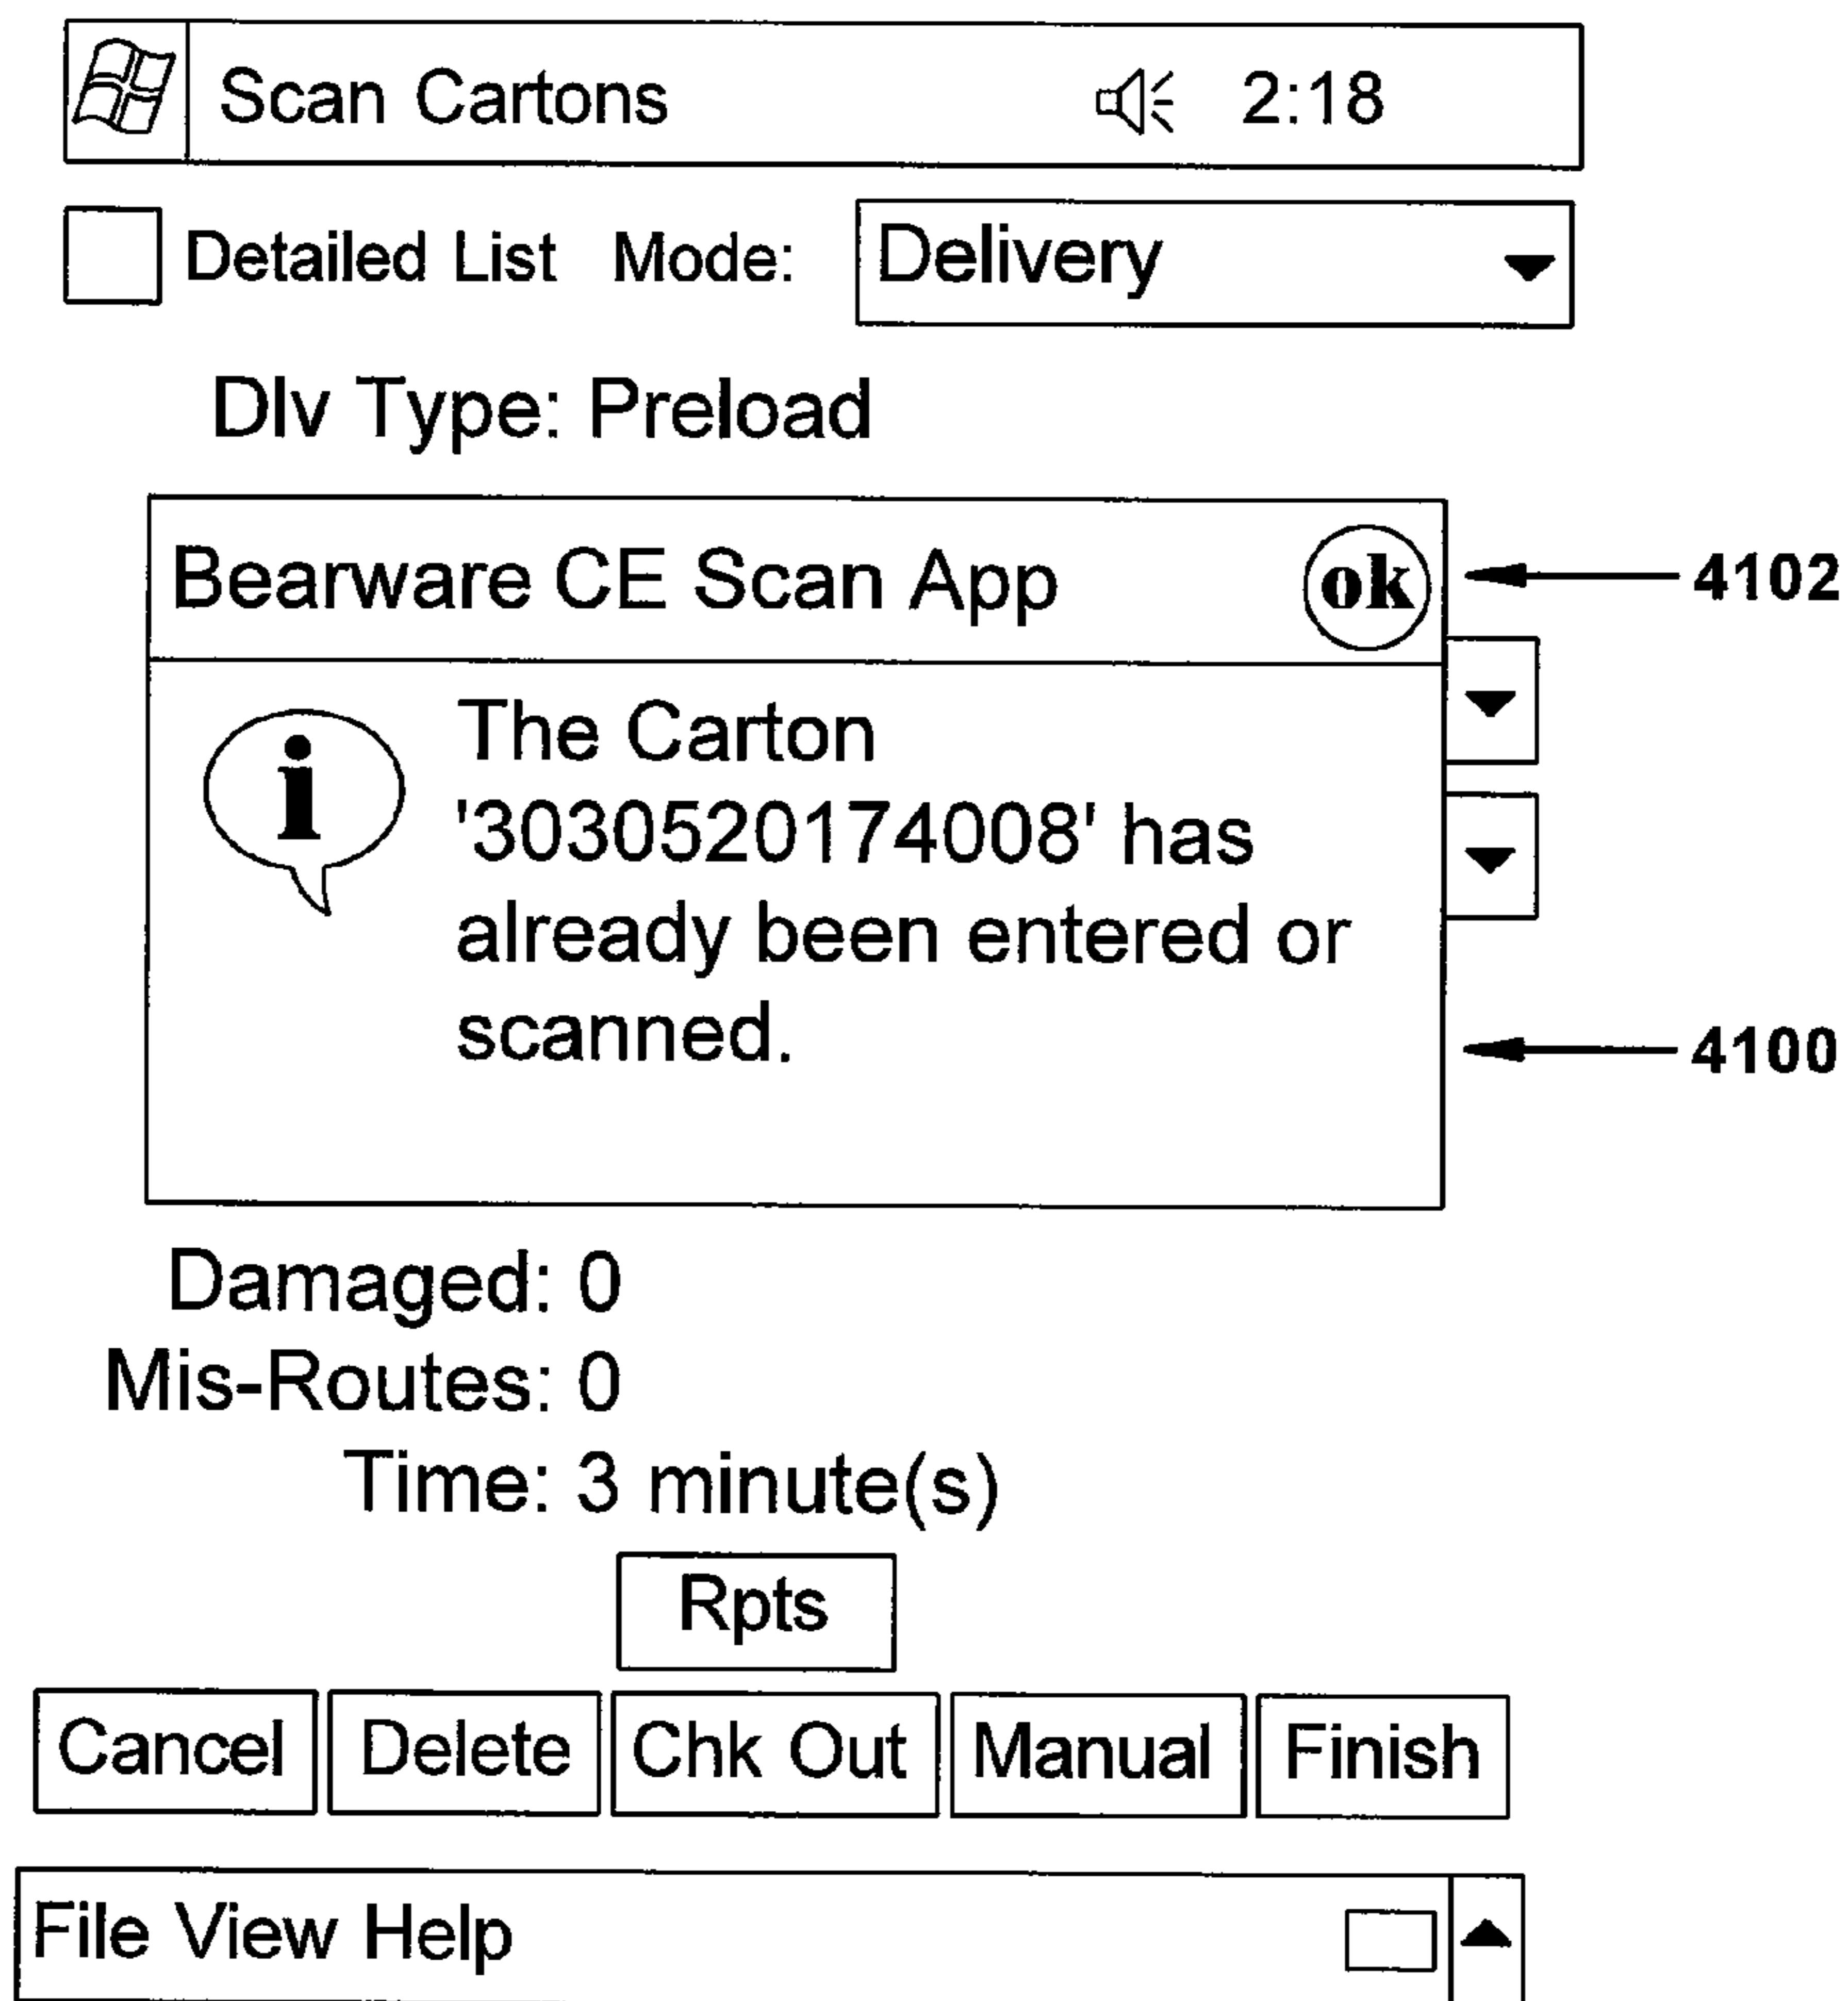 Scan Cartons 2:18
Detailed List Mode: Delivery
Dlv Type: Preload
Bearware CE Scan App ok 4102
i The Carton
'3030520174008' has
already been entered or
scanned.
4100
Damaged: 0
Mis-Routes: 0
Time: 3 minute(s)
Rpts
Cancel Delete Chk Out Manual Finish
File View Help